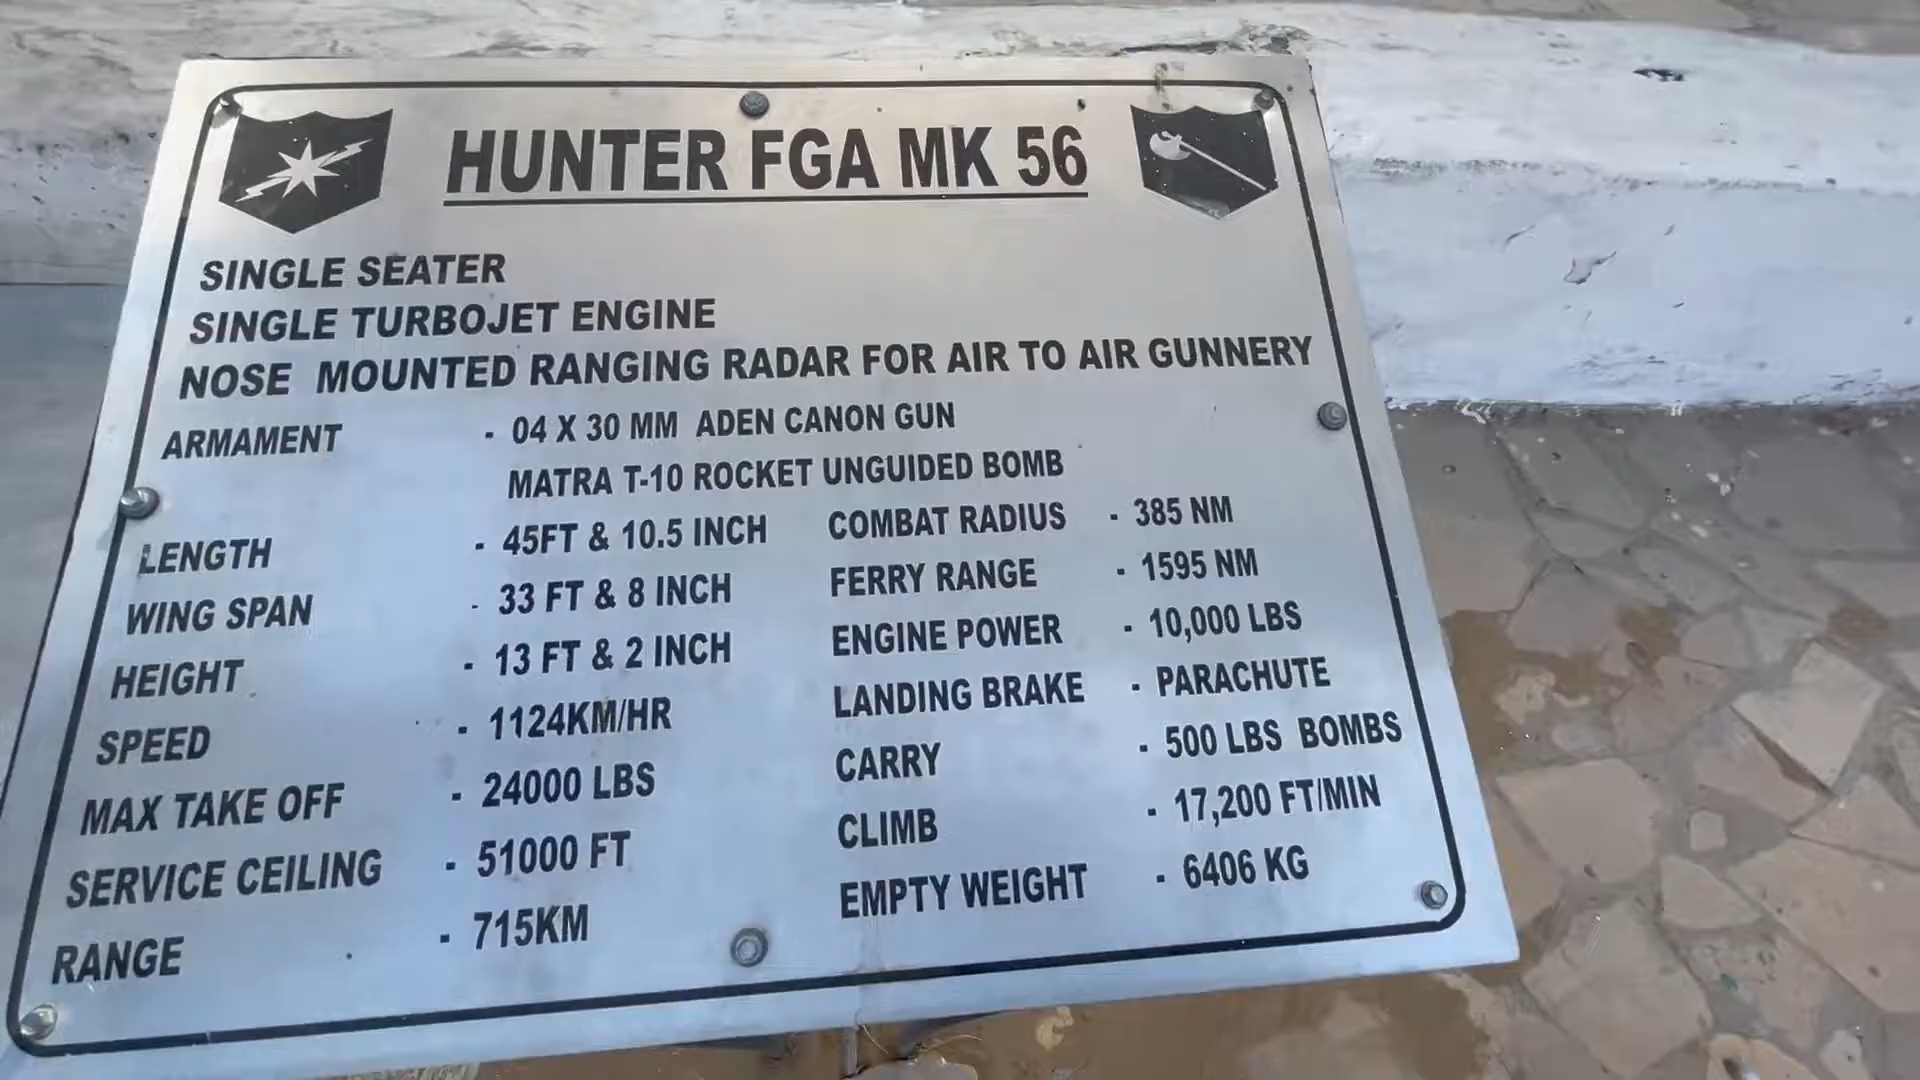 HUNTER FGA MK 56
SINGLE SEATER
SINGLE TURBOJET ENGINE
NOSE MOUNTED RANGING RADAR FOR AIR TO AIR GUNNERY
ARMAMENT - 04 X 30 MM ADEN CANON GUN
MATRA T-10 ROCKET UNGUIDED BOMB
LENGTH - 45FT & 10.5 INCH
WING SPAN - 33 FT & 8 INCH
HEIGHT - 13 FT & 2 INCH
SPEED - 1124KM/HR
MAX TAKE OFF - 24000 LBS
SERVICE CEILING - 51000 FT
RANGE - 715KM
COMBAT RADIUS - 385 NM
FERRY RANGE - 1595 NM
ENGINE POWER - 10,000 LBS
LANDING BRAKE - PARACHUTE
CARRY - 500 LBS BOMBS
CLIMB - 17,200 FT/MIN
EMPTY WEIGHT - 6406 KG